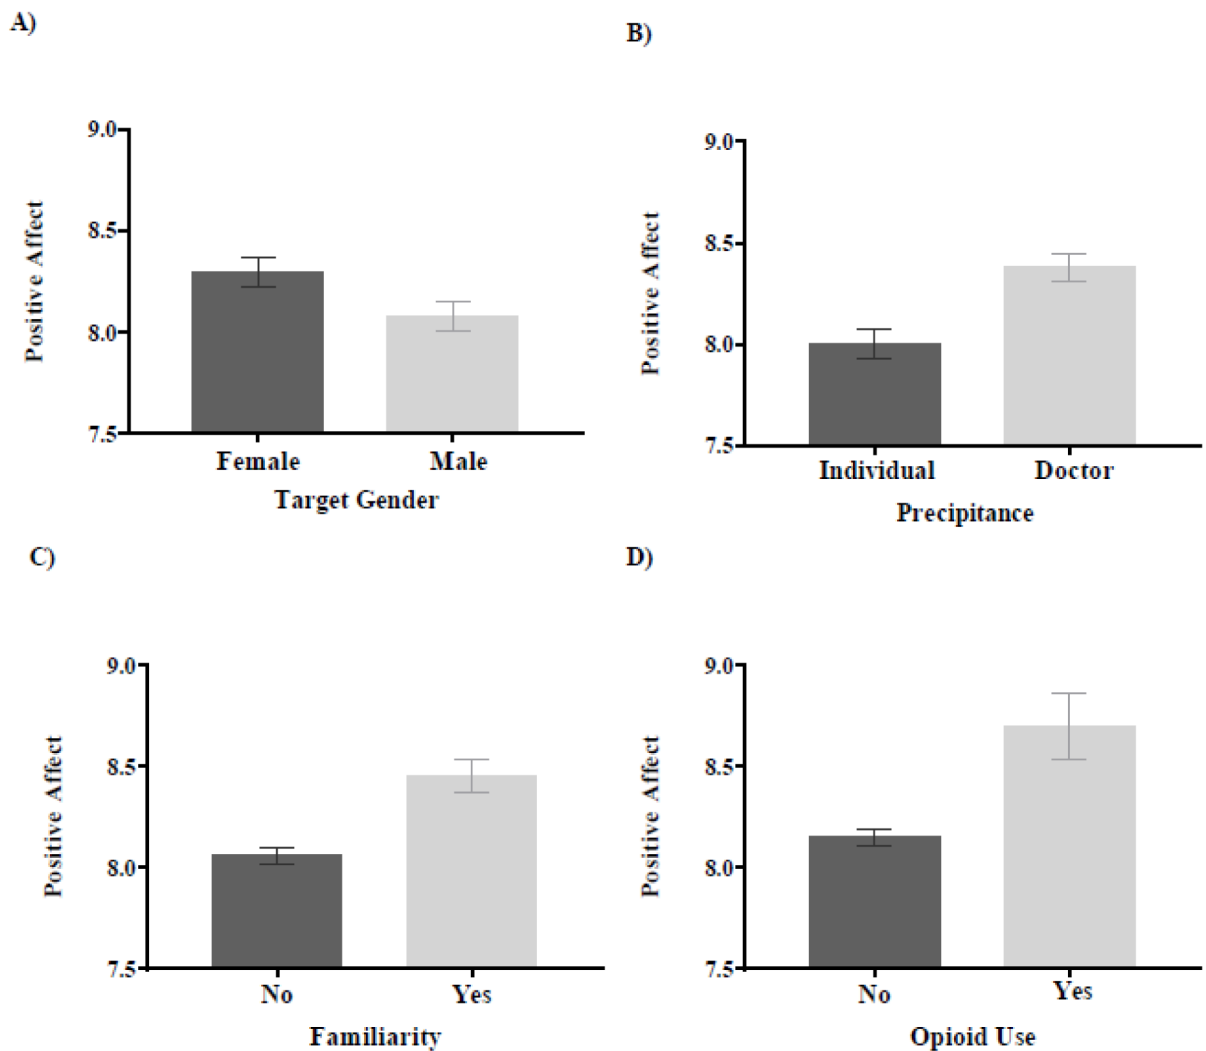 A)
9.0
8.5
8.0
7.5
Positive Affect
Female Male
Target Gender
B)
9.0
8.5
8.0
7.5
Positive Affect
Individual Doctor
Precipitance
C)
9.0
8.5
8.0
7.5
Positive Affect
No Yes
Familiarity
D)
9.0
8.5
8.0
7.5
Positive Affect
No Yes
Opioid Use